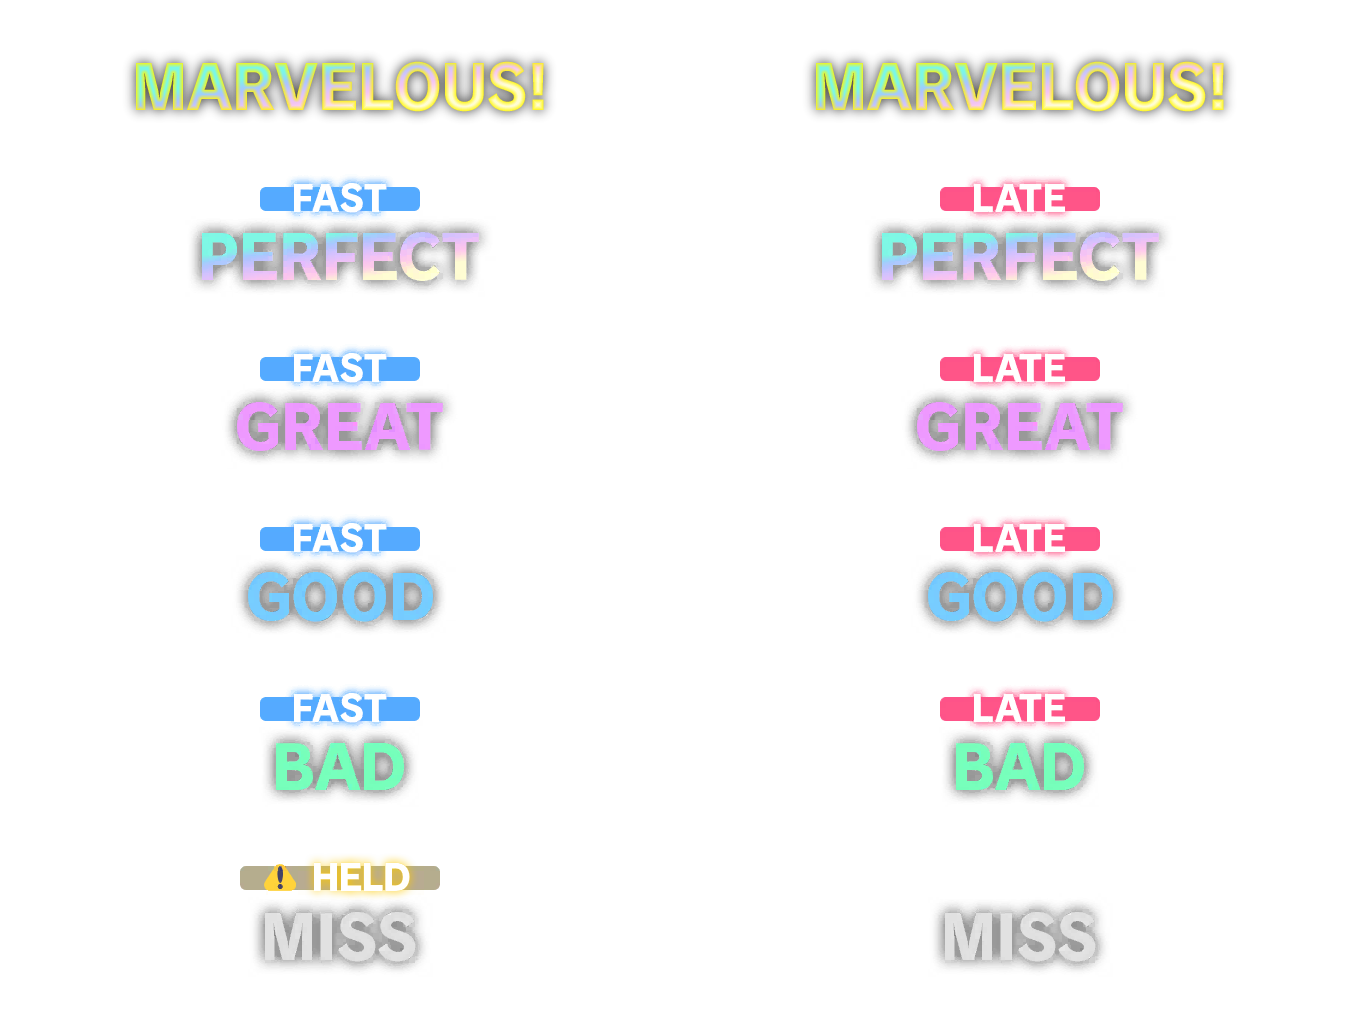 MARVELOUS! MARVELOUS!
FAST LATE
PERFECT PERFECT
FAST LATE
GREAT GREAT
FAST LATE
GOOD GOOD
FAST LATE
BAD BAD
⚠ HELD
MISS MISS